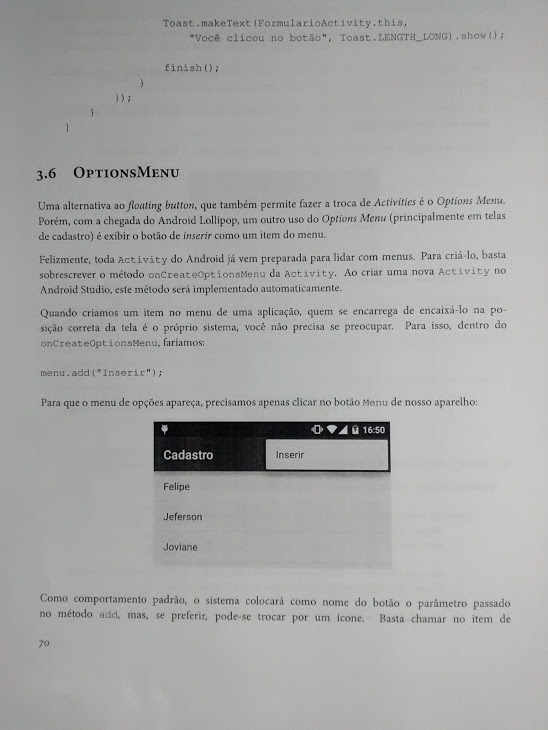 Toast.makeText(FormularioActivity.this,
"Você clicou no botão", Toast.LENGTH_LONG).show();
finish();
}
});
}
}
3.6 OptionsMenu
Uma alternativa ao floating button, que também permite fazer a troca de Activities é o Options Menu.
Porém, com a chegada do Android Lollipop, um outro uso do Options Menu (principalmente em telas
de cadastro) é exibir o botão de inserir como um item do menu.
Felizmente, toda Activity do Android já vem preparada para lidar com menus. Para criá-lo, basta
sobrescrever o método onCreateOptionsMenu da Activity. Ao criar uma nova Activity no
Android Studio, este método será implementado automaticamente.
Quando criamos um item no menu de uma aplicação, quem se encarrega de encaixá-lo na po-
sição correta da tela é o próprio sistema, você não precisa se preocupar. Para isso, dentro do
onCreateOptionsMenu, faríamos:
menu.add("Inserir");
Para que o menu de opções apareça, precisamos apenas clicar no botão Menu de nosso aparelho:
16:50
Cadastro Inserir
Felipe
Jeferson
Joviane
Como comportamento padrão, o sistema colocará como nome do botão o parâmetro passado
no método add, mas, se preferir, pode-se trocar por um ícone. Basta chamar no item de
70